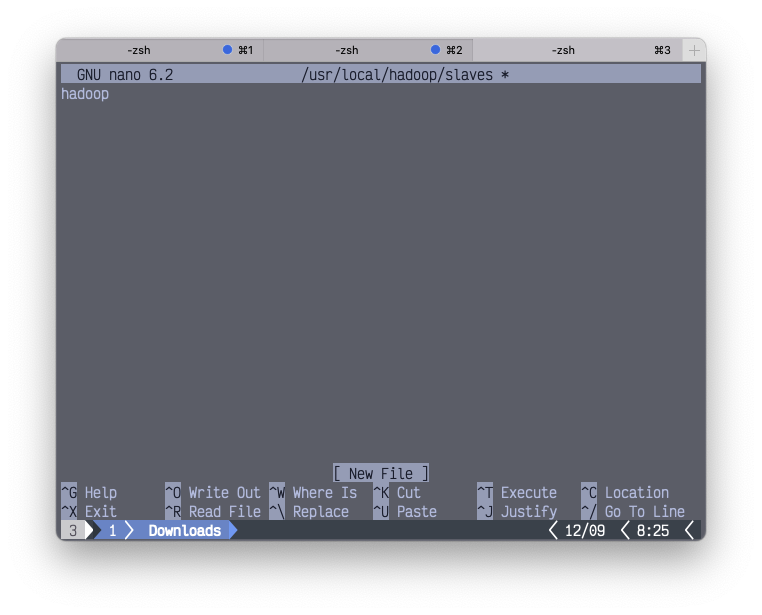 -zsh ⌘1 -zsh ⌘2 -zsh ⌘3 +
GNU nano 6.2 /usr/local/hadoop/slaves *
hadoop
[ New File ]
^G Help ^O Write Out ^W Where Is ^K Cut ^T Execute ^C Location
^X Exit ^R Read File ^\ Replace ^U Paste ^J Justify ^/ Go To Line
3 1 Downloads 12/09 8:25